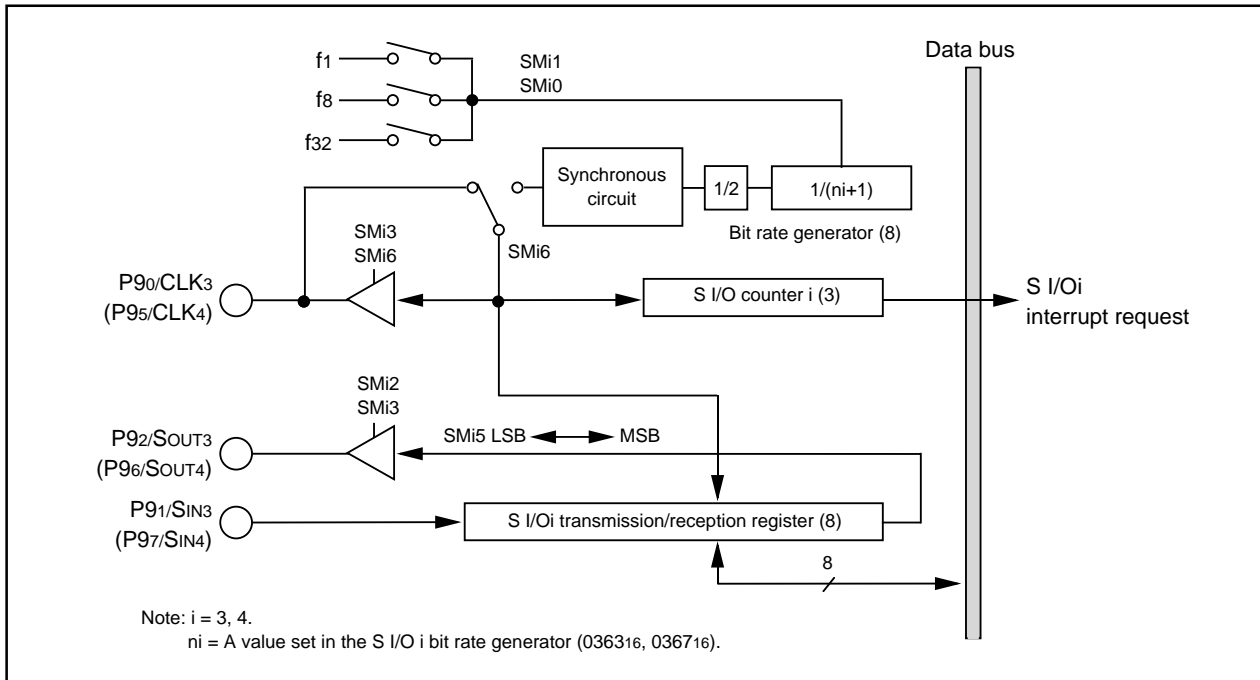 Data bus
f1
SMi1
SMi0
f8
f32
Synchronous
circuit
1/2
1/(ni+1)
Bit rate generator (8)
SMi3
SMi6
SMi6
P90/CLK3
(P95/CLK4)
S I/O counter i (3)
S I/Oi
interrupt request
SMi2
SMi3
P92/SOUT3
(P96/SOUT4)
SMi5 LSB
MSB
P91/SIN3
(P97/SIN4)
S I/Oi transmission/reception register (8)
8
Note: i = 3, 4.
ni = A value set in the S I/O i bit rate generator (036316, 036716).